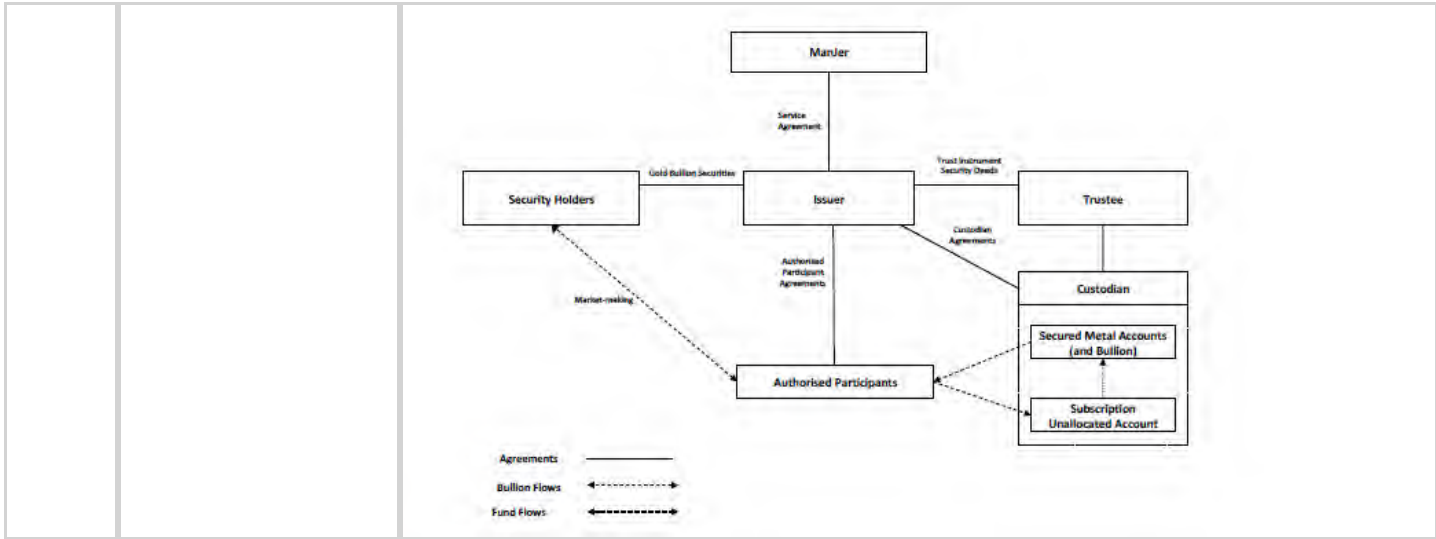 ManJer
Service
Agreement
Trust Instrument
Security Deeds
Gold Bullion Securities
Security Holders
Issuer
Trustee
Custodian
Agreements
Authorised
Participant
Agreements
Custodian
Market-making
Secured Metal Accounts
(and Bullion)
Authorised Participants
Subscription
Unallocated Account
Agreements
Bullion Flows
Fund Flows